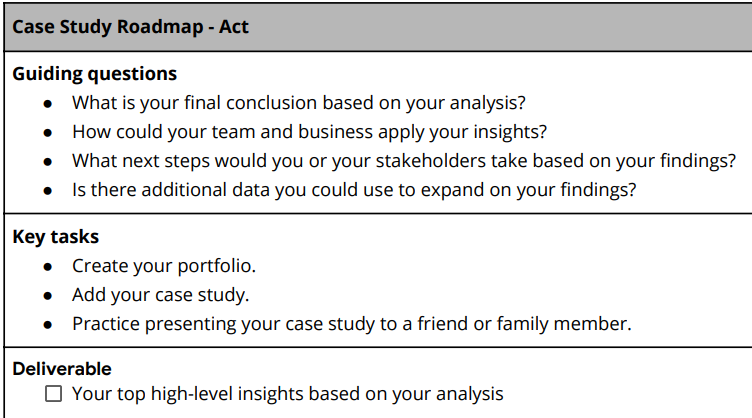 Case Study Roadmap - Act
Guiding questions
● What is your final conclusion based on your analysis?
● How could your team and business apply your insights?
● What next steps would you or your stakeholders take based on your findings?
● Is there additional data you could use to expand on your findings?
Key tasks
● Create your portfolio.
● Add your case study.
● Practice presenting your case study to a friend or family member.
Deliverable
☐ Your top high-level insights based on your analysis